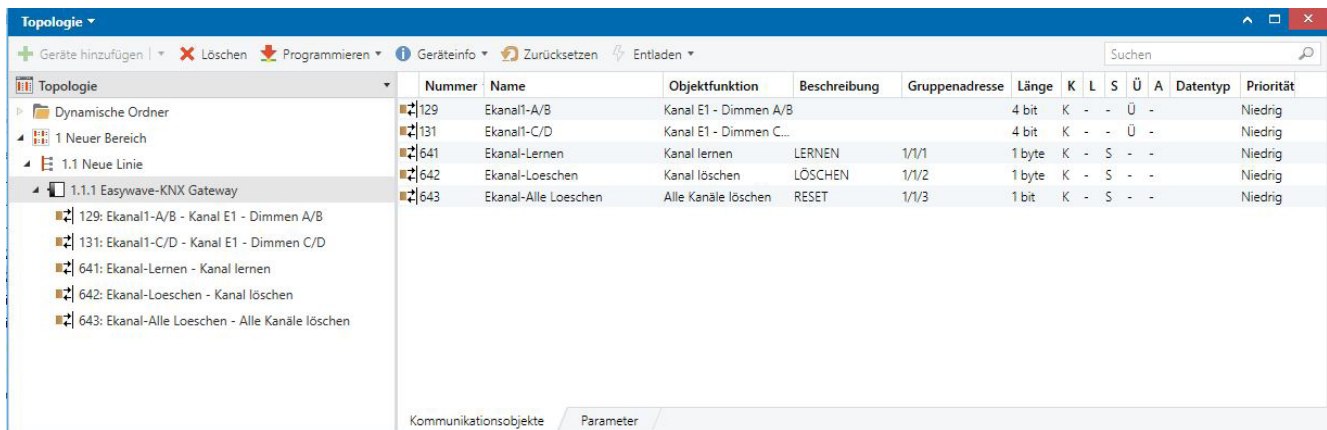 Topologie
Geräte hinzufügen Löschen Programmieren Geräteinfo Zurücksetzen Entladen Suchen
Topologie
Dynamische Ordner
1 Neuer Bereich
1.1 Neue Linie
1.1.1 Easywave-KNX Gateway
129: Ekanal1-A/B - Kanal E1 - Dimmen A/B
131: Ekanal1-C/D - Kanal E1 - Dimmen C/D
641: Ekanal-Lernen - Kanal lernen
642: Ekanal-Loeschen - Kanal löschen
643: Ekanal-Alle Loeschen - Alle Kanäle löschen
Nummer Name Objektfunktion Beschreibung Gruppenadresse Länge K L S Ü A Datentyp Priorität
129 Ekanal1-A/B Kanal E1 - Dimmen A/B 4 bit K - - Ü - Niedrig
131 Ekanal1-C/D Kanal E1 - Dimmen C... 4 bit K - - Ü - Niedrig
641 Ekanal-Lernen Kanal lernen LERNEN 1/1/1 1 byte K - S - - Niedrig
642 Ekanal-Loeschen Kanal löschen LÖSCHEN 1/1/2 1 byte K - S - - Niedrig
643 Ekanal-Alle Loeschen Alle Kanäle löschen RESET 1/1/3 1 bit K - S - - Niedrig
Kommunikationsobjekte Parameter